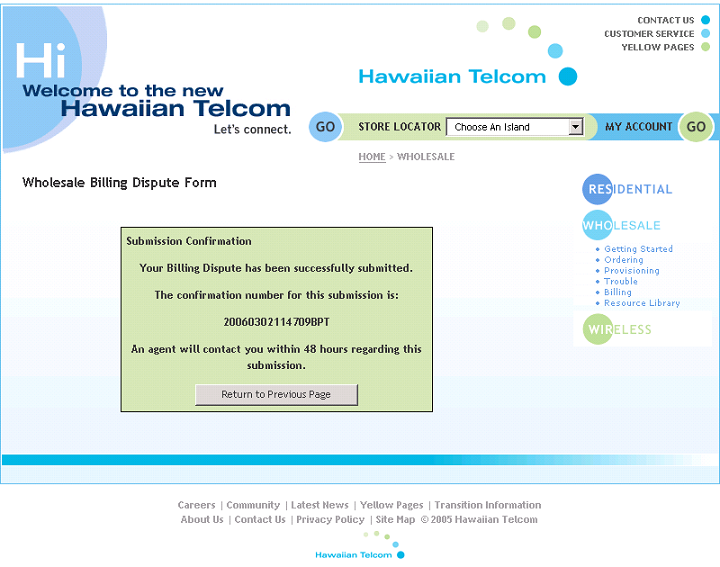 Hi
Welcome to the new
Hawaiian Telcom
Let's connect.
CONTACT US
CUSTOMER SERVICE
YELLOW PAGES
Hawaiian Telcom
GO
STORE LOCATOR
Choose An Island
MY ACCOUNT
GO
HOME > WHOLESALE
Wholesale Billing Dispute Form
RESIDENTIAL
WHOLESALE
Getting Started
Ordering
Provisioning
Trouble
Billing
Resource Library
WIRELESS
Submission Confirmation
Your Billing Dispute has been successfully submitted.
The confirmation number for this submission is:
20060302114709BPT
An agent will contact you within 48 hours regarding this
submission.
Return to Previous Page
Careers | Community | Latest News | Yellow Pages | Transition Information
About Us | Contact Us | Privacy Policy | Site Map © 2005 Hawaiian Telcom
Hawaiian Telcom